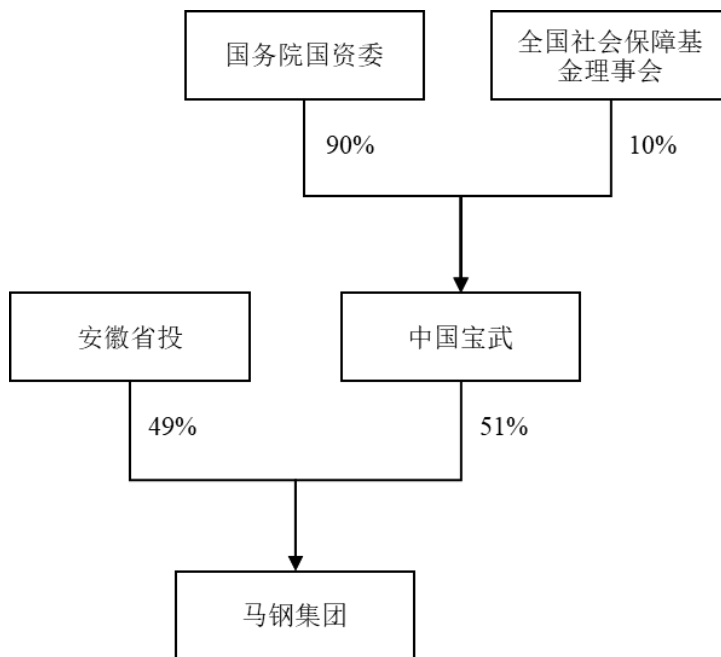 国务院国资委
全国社会保障基
金理事会
90%
10%
安徽省投
中国宝武
49%
51%
马钢集团